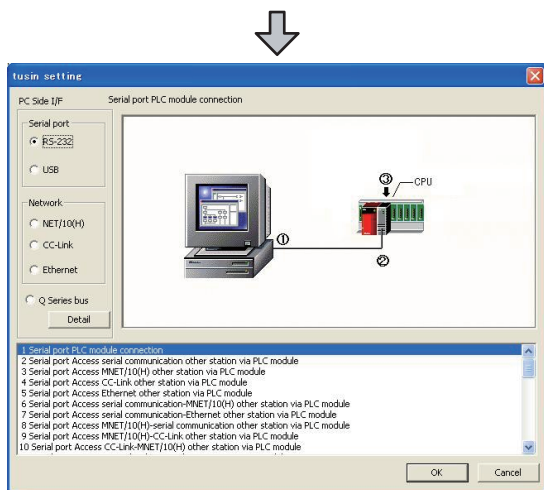 tusin setting
PC Side I/F
Serial port PLC module connection
Serial port
RS-232
USB
Network
NET/10(H)
CC-Link
Ethernet
Q Series bus
Detail
③
CPU
①
②
1 Serial port PLC module connection
2 Serial port Access serial communication other station via PLC module
3 Serial port Access MNET/10(H) other station via PLC module
4 Serial port Access CC-Link other station via PLC module
5 Serial port Access Ethernet other station via PLC module
6 Serial port Access serial communication-MNET/10(H) other station via PLC module
7 Serial port Access serial communication-Ethernet other station via PLC module
8 Serial port Access MNET/10(H)-serial communication other station via PLC module
9 Serial port Access MNET/10(H)-CC-Link other station via PLC module
10 Serial port Access CC-Link-MNET/10(H) other station via PLC module
OK
Cancel